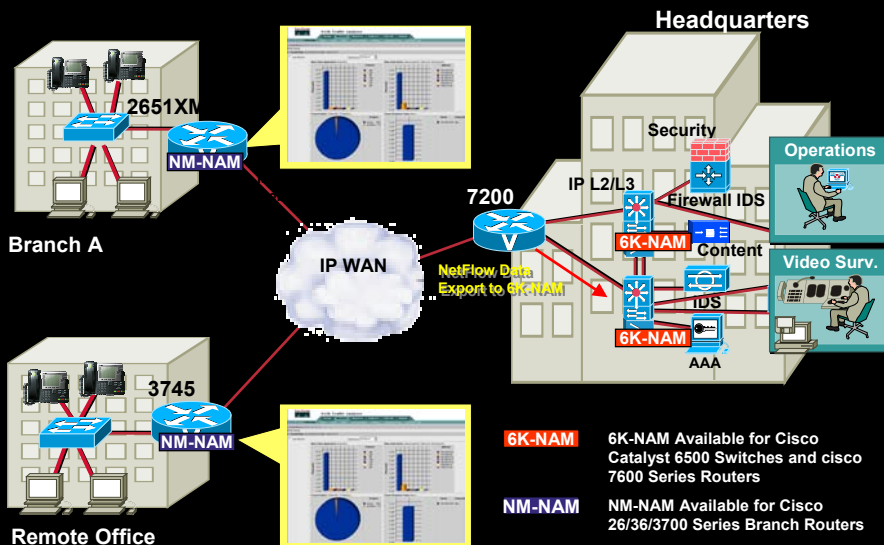 Headquarters
2651XM
NM-NAM
Branch A
IP WAN
7200
V
NetFlow Data
Export to 6K-NAM
Security
IP L2/L3
Firewall IDS
6K-NAM
Content
IDS
6K-NAM
AAA
Operations
Video Surv.
3745
NM-NAM
Remote Office
6K-NAM
6K-NAM Available for Cisco
Catalyst 6500 Switches and cisco
7600 Series Routers
NM-NAM
NM-NAM Available for Cisco
26/36/3700 Series Branch Routers